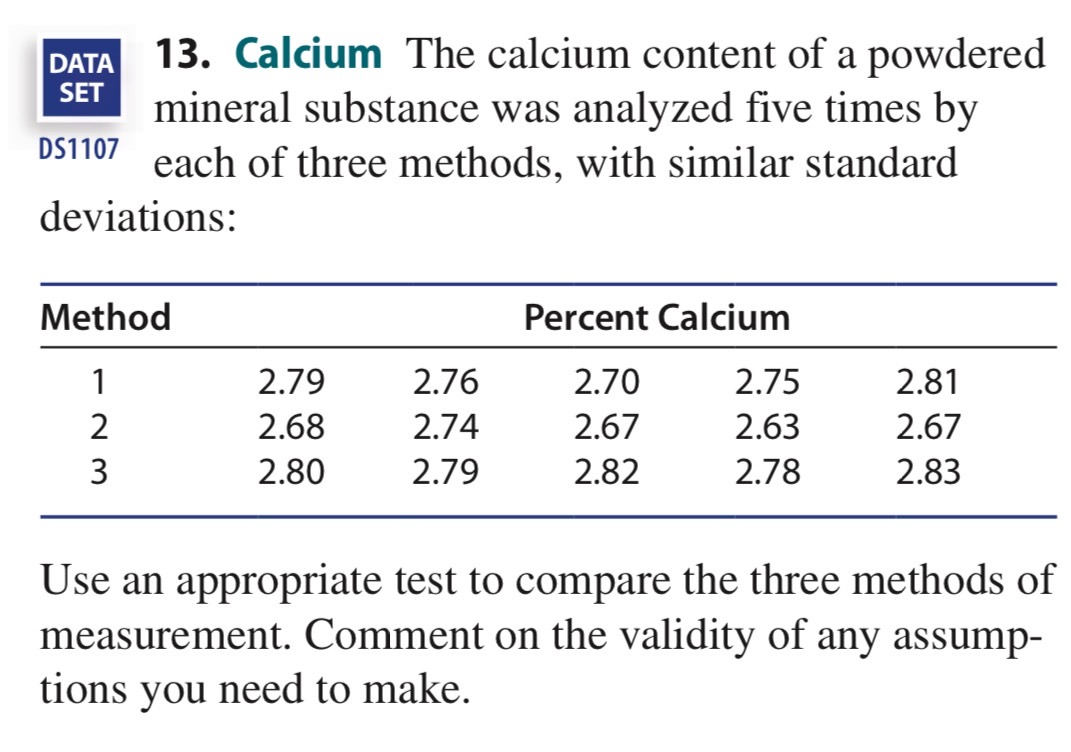 DATA
SET
DS1107
13. Calcium The calcium content of a powdered
mineral substance was analyzed five times by
each of three methods, with similar standard
deviations:
Method Percent Calcium
1 2.79 2.76 2.70 2.75 2.81
2 2.68 2.74 2.67 2.63 2.67
3 2.80 2.79 2.82 2.78 2.83
Use an appropriate test to compare the three methods of
measurement. Comment on the validity of any assump-
tions you need to make.